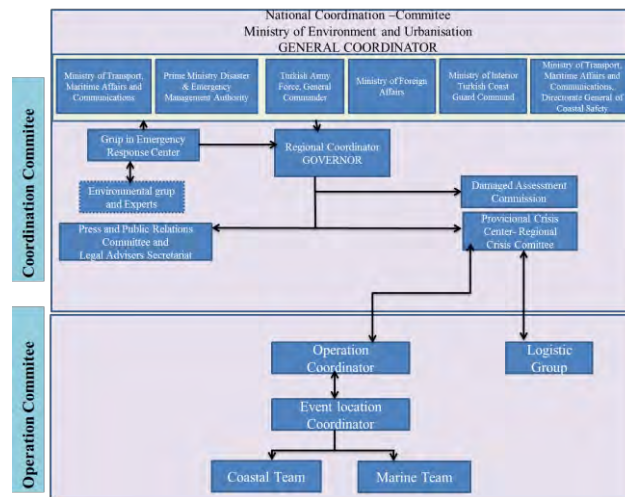 National Coordination –Commitee
Ministry of Environment and Urbanisation
GENERAL COORDINATOR
Ministry of Transport,
Maritime Affairs and
Communications
Prime Ministry Disaster
& Emergency
Management Authority
Turkish Army
Force, General
Commander
Ministry of Foreign
Affairs
Ministry of Interior
Turkish Coast
Guard Command
Ministry of Transport,
Maritime Affairs and
Communications,
Directorate General of
Coastal Safety
Coordination Commitee
Grup in Emergency
Response Center
Regional Coordinator
GOVERNOR
Environmental grup
and Experts
Damaged Assessment
Commission
Press and Public Relations
Committee and
Legal Advisers Secretariat
Provicional Crisis
Center- Regional
Crisis Comittee
Operation Commitee
Operation
Coordinator
Logistic
Group
Event location
Coordinator
Coastal Team
Marine Team